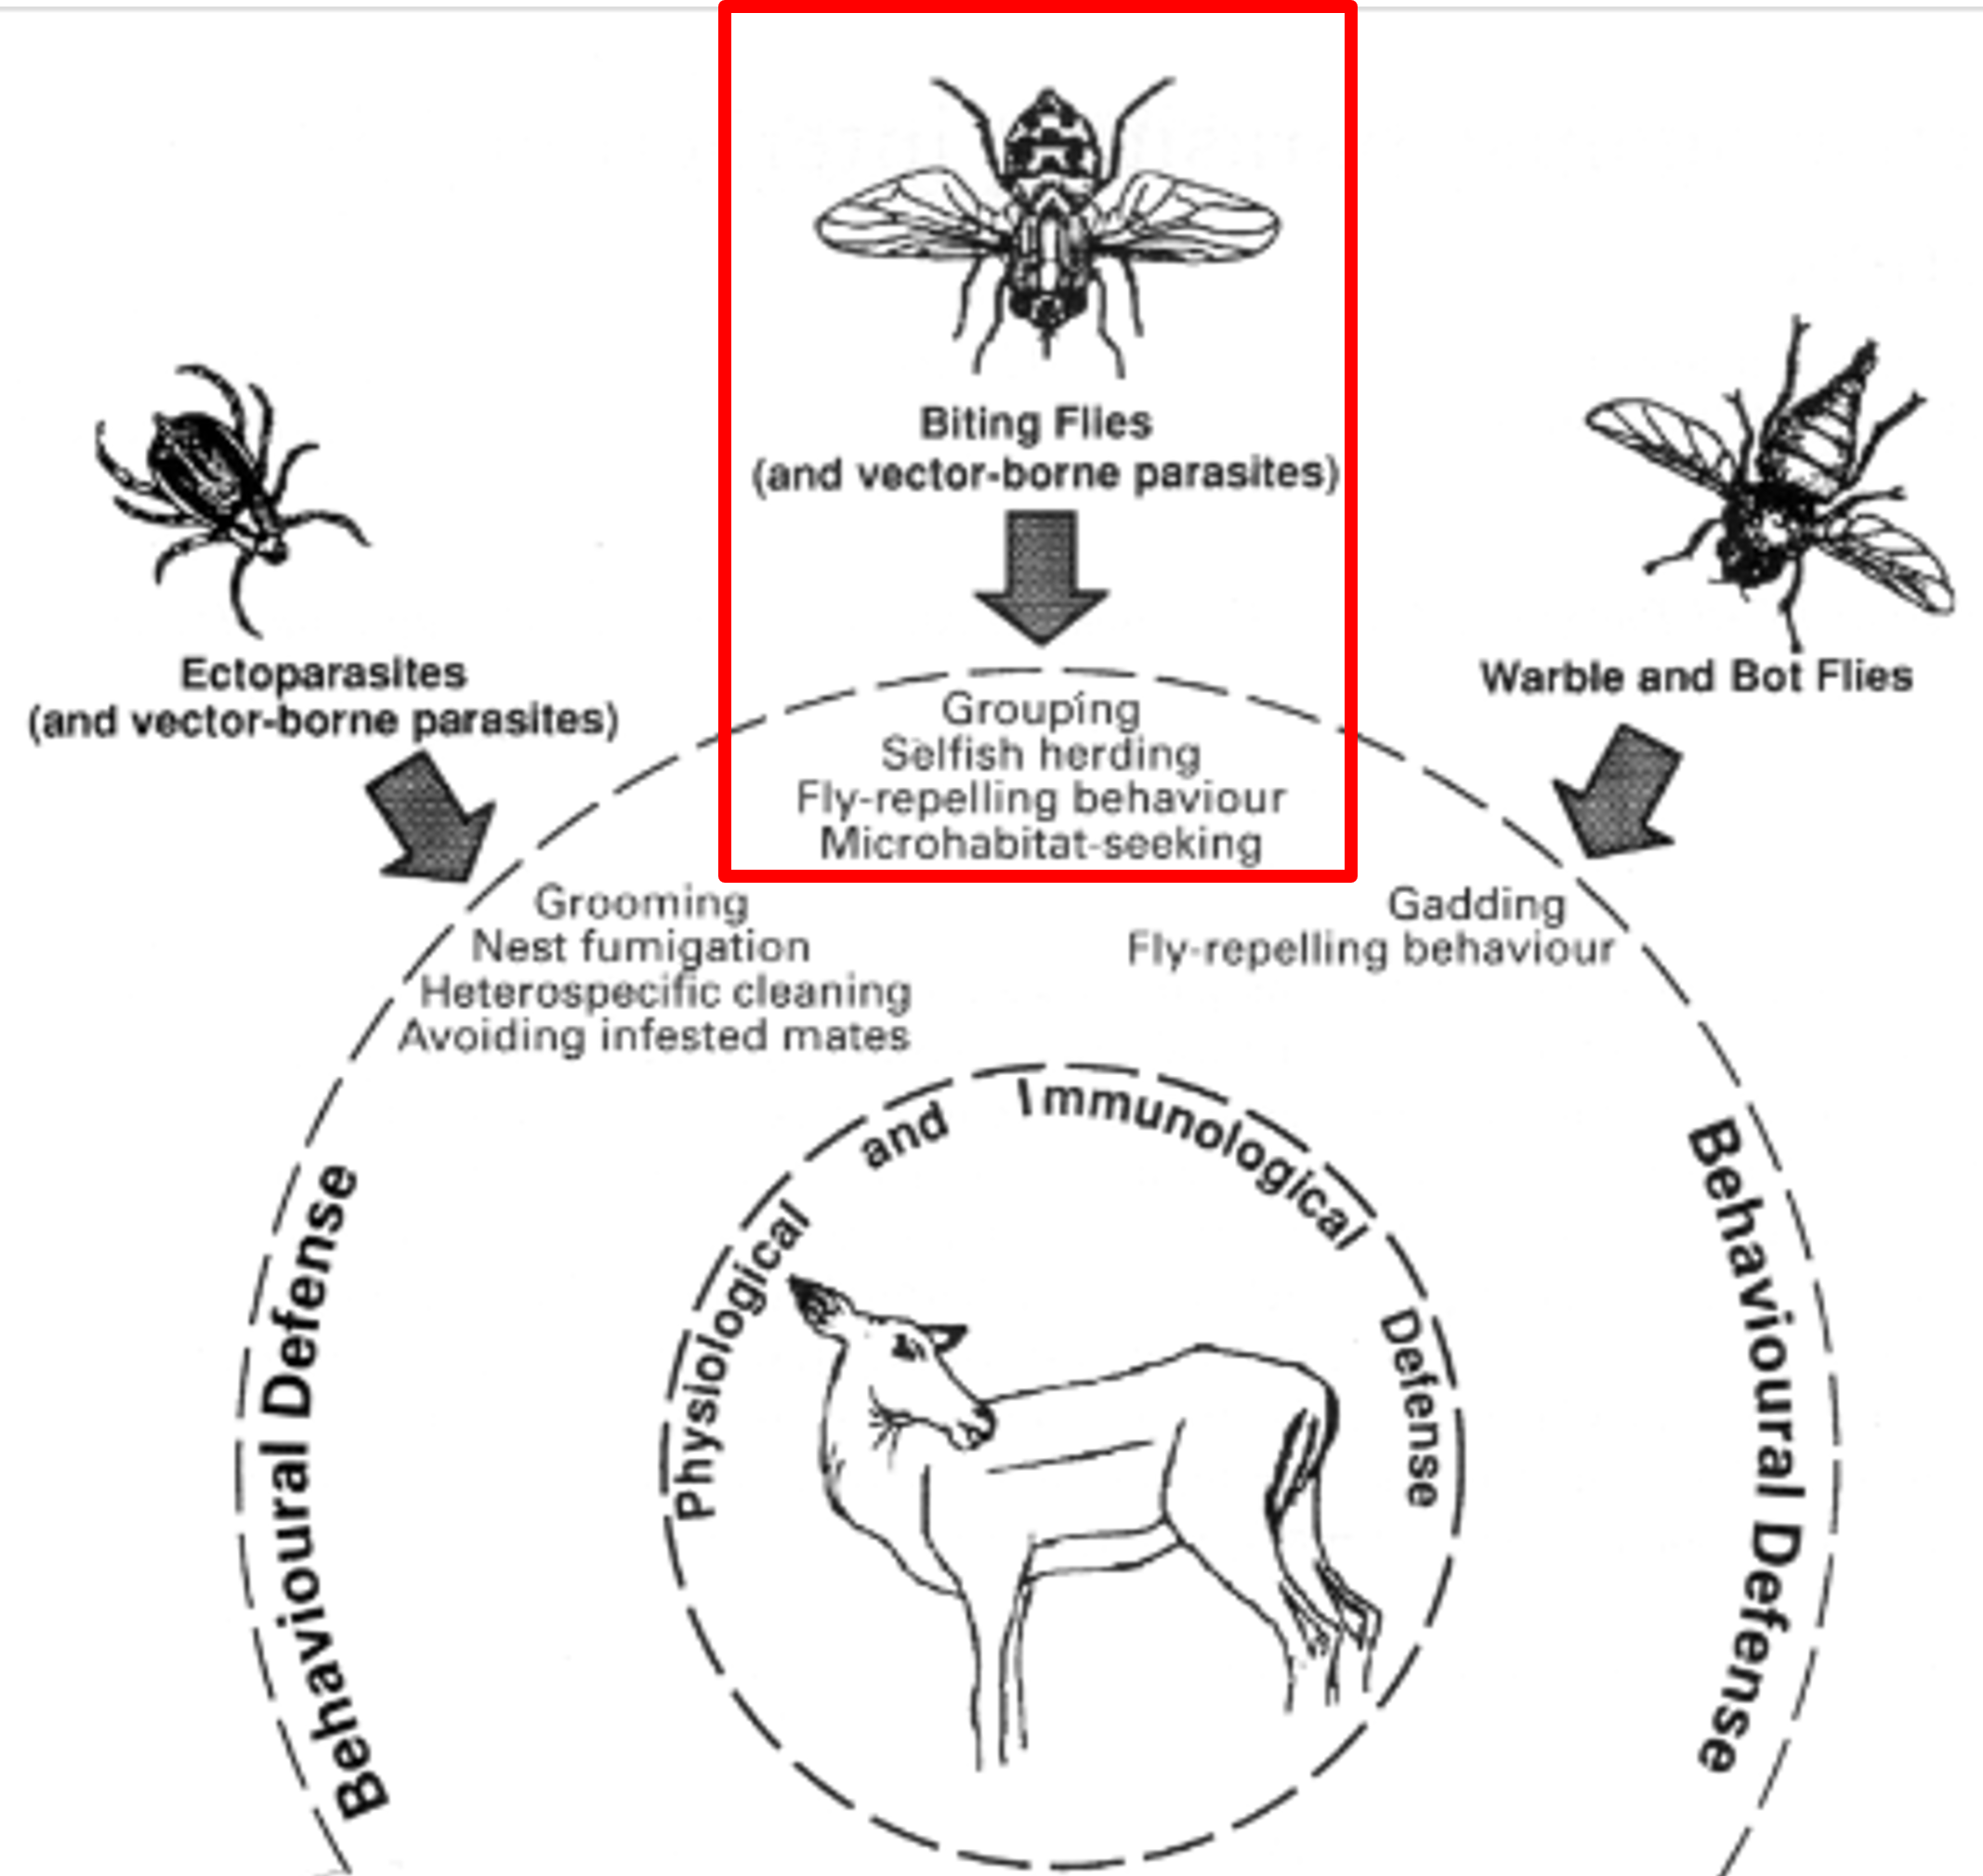 Biting Flies
(and vector-borne parasites)
Ectoparasites
(and vector-borne parasites)
Warble and Bot Flies
Grouping
Selfish herding
Fly-repelling behaviour
Microhabitat-seeking
Grooming
Nest fumigation
Heterospecific cleaning
Avoiding infested mates
Gadding
Fly-repelling behaviour
Physiological and Immunological Defense
Behavioural Defense
Behavioural Defense